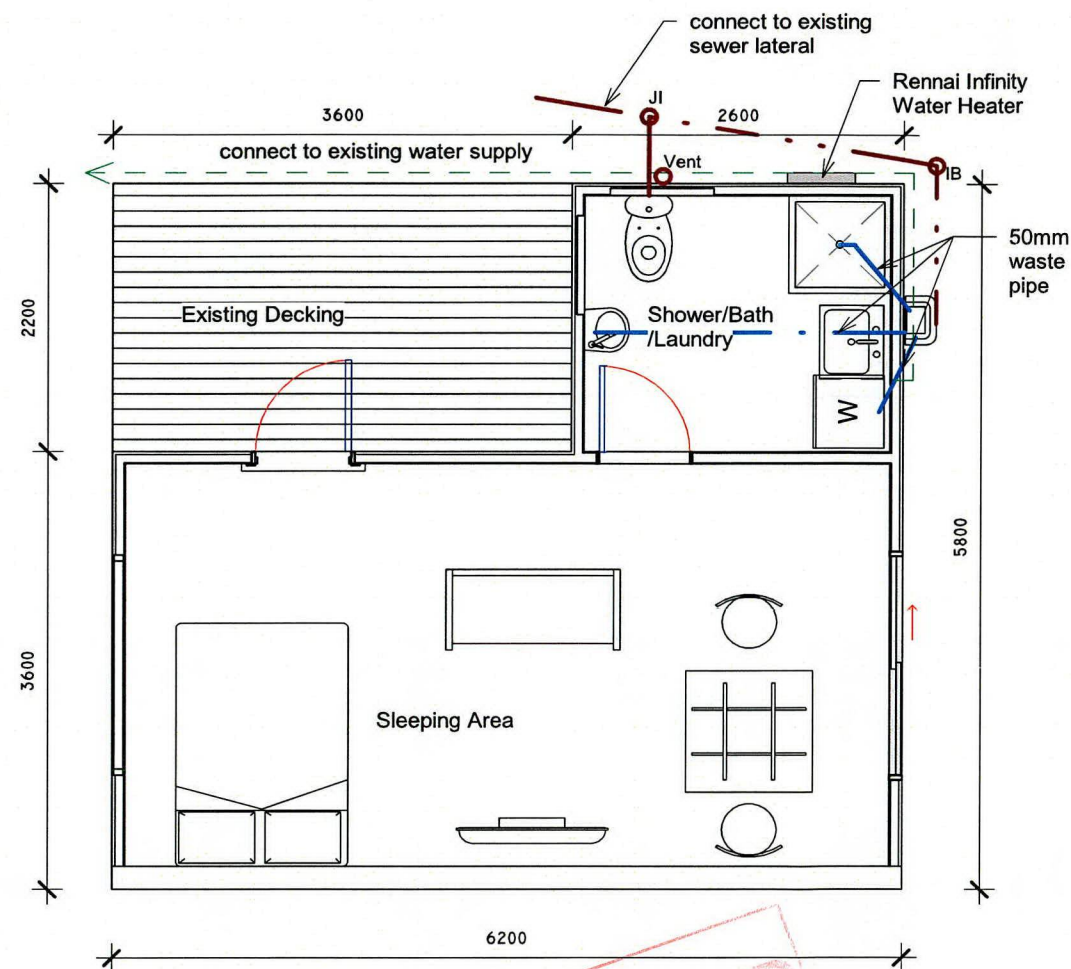 connect to existing
sewer lateral
Rennai Infinity
Water Heater
JI
3600
2600
connect to existing water supply
Vent
IB
50mm
waste
pipe
2200
Existing Decking
Shower/Bath
/Laundry
W
5800
3600
Sleeping Area
6200